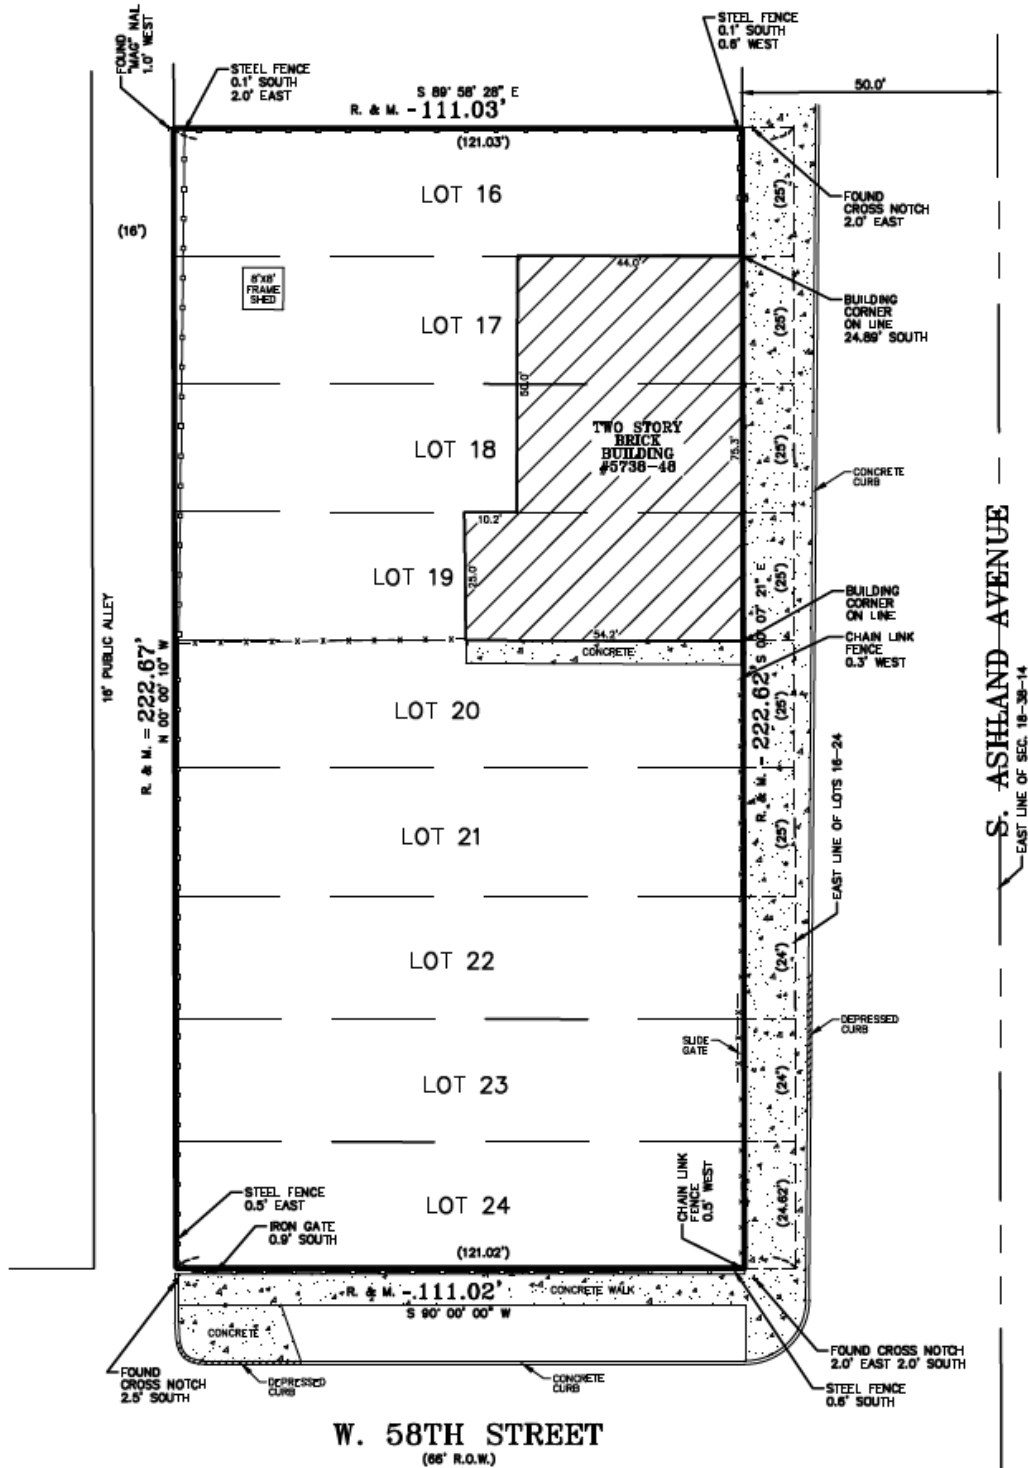 FOUND
"MAG" NAL
1.0' WEST
STEEL FENCE
0.1' SOUTH
2.0' EAST
S 89° 58' 28" E
R. & M. - 111.03'
(121.03')
STEEL FENCE
0.1' SOUTH
0.6' WEST
50.0'
LOT 16
(25')
FOUND
CROSS NOTCH
2.0' EAST
(16')
8'X8'
FRAME
SHED
44.0'
LOT 17
(25')
BUILDING
CORNER
ON LINE
24.89' SOUTH
50.0'
TWO STORY
BRICK
BUILDING
#5738-48
75.3'
LOT 18
(25')
CONCRETE
CURB
10.2'
LOT 19
25.0'
(25')
BUILDING
CORNER
ON LINE
54.2'
CONCRETE
CHAIN LINK
FENCE
0.3' WEST
16' PUBLIC ALLEY
R. & M. = 222.67'
N 00° 00' 10" W
R. & M. - 222.62'
S 00° 07' 21" E
S. ASHLAND AVENUE
EAST LINE OF SEC. 18-38-14
LOT 20
(25')
EAST LINE OF LOTS 16-24
LOT 21
(25')
LOT 22
(24')
SLIDE
GATE
DEPRESSED
CURB
LOT 23
(24')
STEEL FENCE
0.5' EAST
LOT 24
CHAIN LINK
FENCE
0.5' WEST
(24.62')
IRON GATE
0.9' SOUTH
(121.02')
R. & M. - 111.02'
CONCRETE WALK
S 90° 00' 00" W
CONCRETE
FOUND
CROSS NOTCH
2.5' SOUTH
DEPRESSED
CURB
CONCRETE
CURB
FOUND CROSS NOTCH
2.0' EAST 2.0' SOUTH
STEEL FENCE
0.6' SOUTH
W. 58TH STREET
(66' R.O.W.)